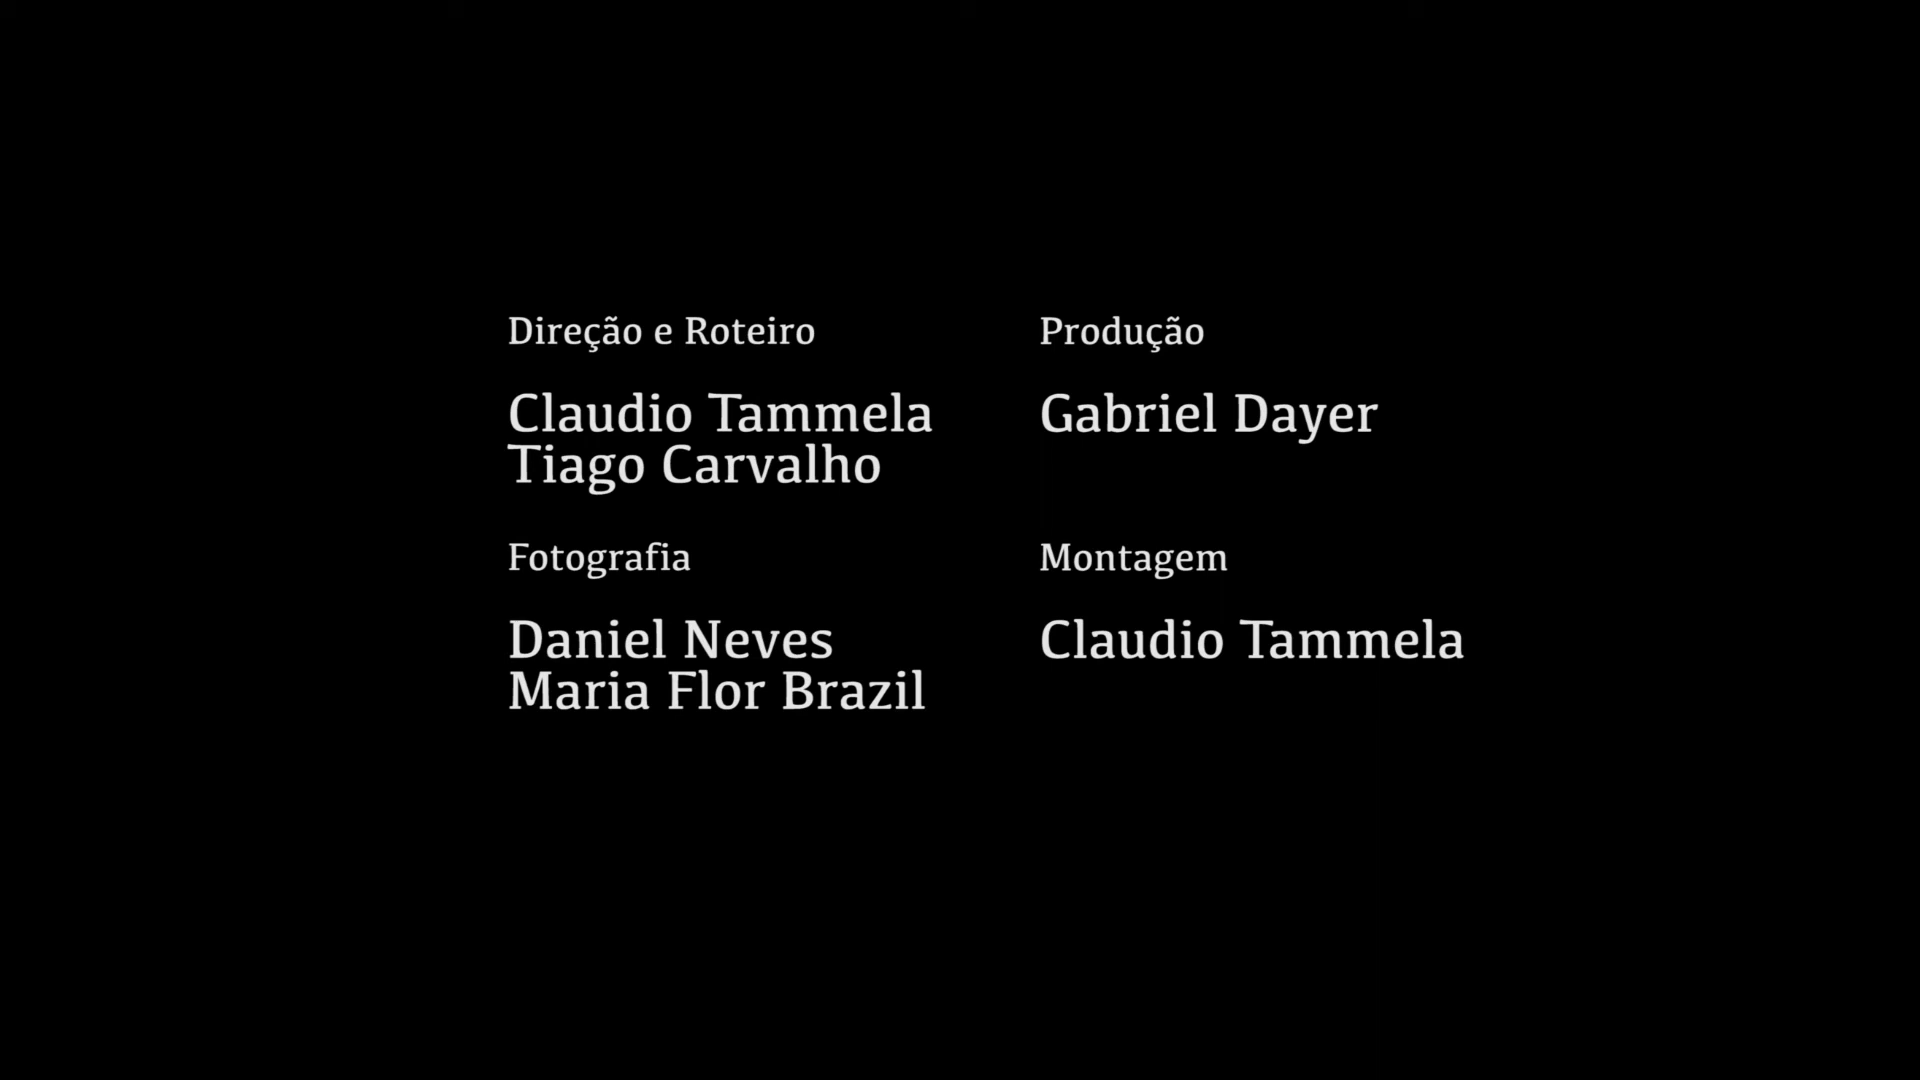 Direção e Roteiro
Claudio Tammela
Tiago Carvalho
Produção
Gabriel Dayer
Fotografia
Daniel Neves
Maria Flor Brazil
Montagem
Claudio Tammela